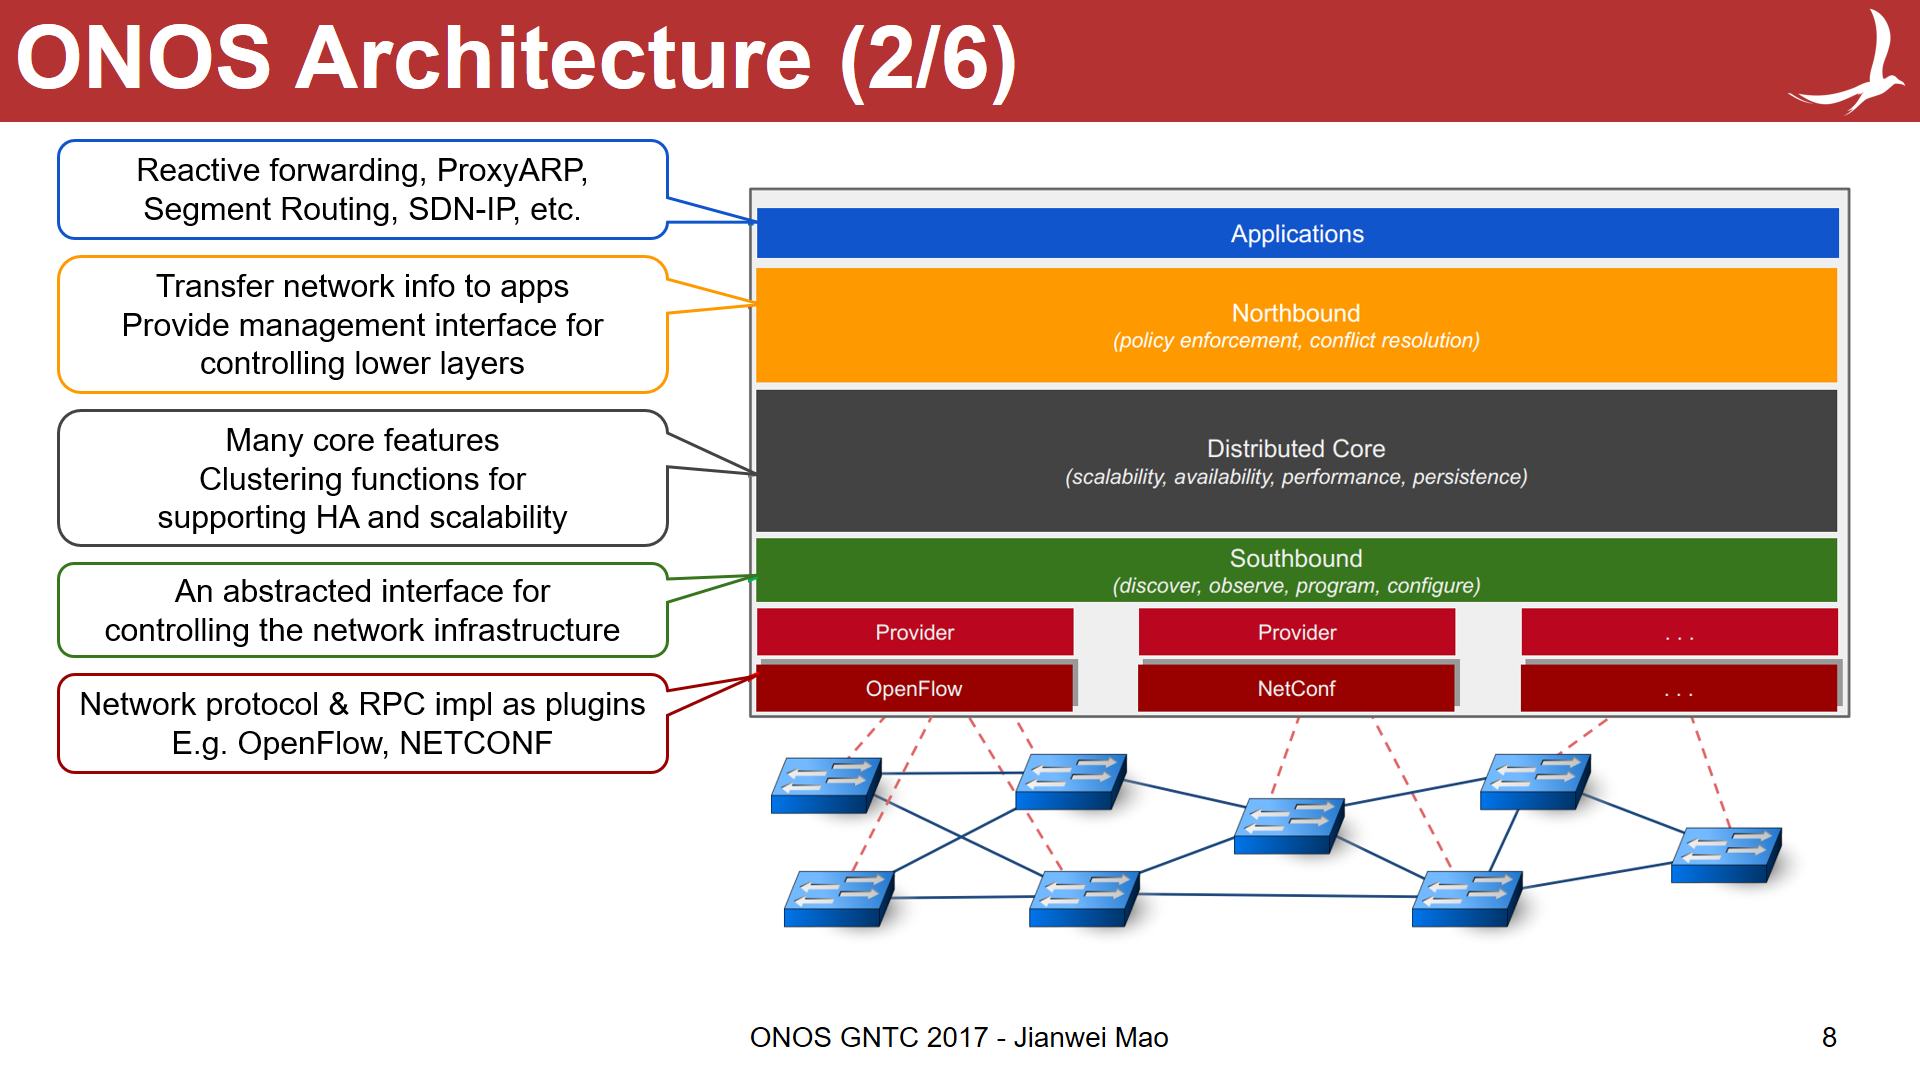 ONOS Architecture (2/6)
Reactive forwarding, ProxyARP,
Segment Routing, SDN-IP, etc.
Transfer network info to apps
Provide management interface for
controlling lower layers
Many core features
Clustering functions for
supporting HA and scalability
An abstracted interface for
controlling the network infrastructure
Network protocol & RPC impl as plugins
E.g. OpenFlow, NETCONF
Applications
Northbound
(policy enforcement, conflict resolution)
Distributed Core
(scalability, availability, performance, persistence)
Southbound
(discover, observe, program, configure)
Provider
Provider
. . .
OpenFlow
NetConf
. . .
ONOS GNTC 2017 - Jianwei Mao
8